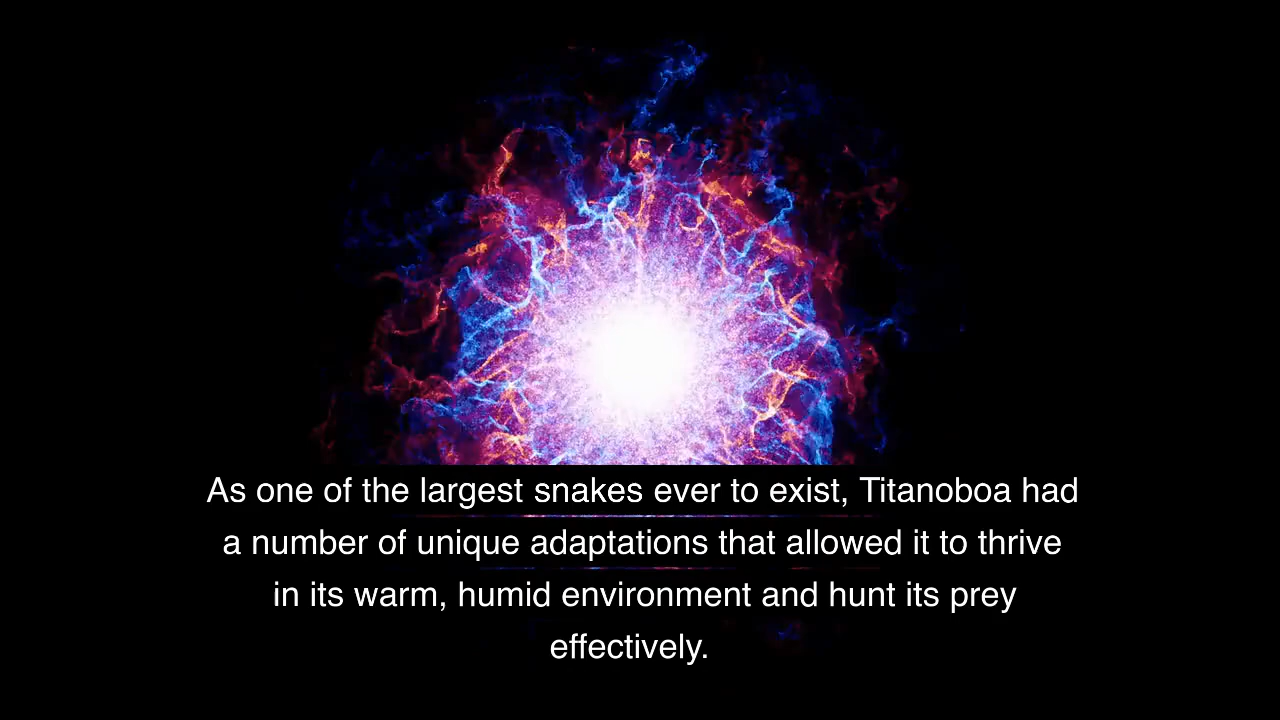 As one of the largest snakes ever to exist, Titanoboa had
a number of unique adaptations that allowed it to thrive
in its warm, humid environment and hunt its prey
effectively.